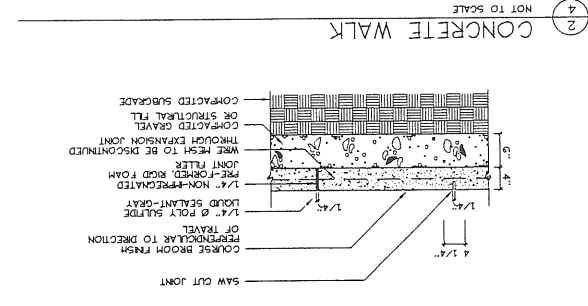 SAW CUT JOINT
COURSE BROOM FINISH
PERPENDICULAR TO DIRECTION
OF TRAVEL
1/4" Ø POLY SULFIDE
LIQUID SEALANT-GRAY
1/4" NON-IMPREGNATED
PRE-FORMED, RIGID FOAM
JOINT FILLER
WIRE MESH TO BE DISCONTINUED
THROUGH EXPANSION JOINT
COMPACTED GRAVEL
OR STRUCTURAL FILL
COMPACTED SUBGRADE
4 1/4"
1/4"
1/4"
4"
6"
2
4
CONCRETE WALK
NOT TO SCALE